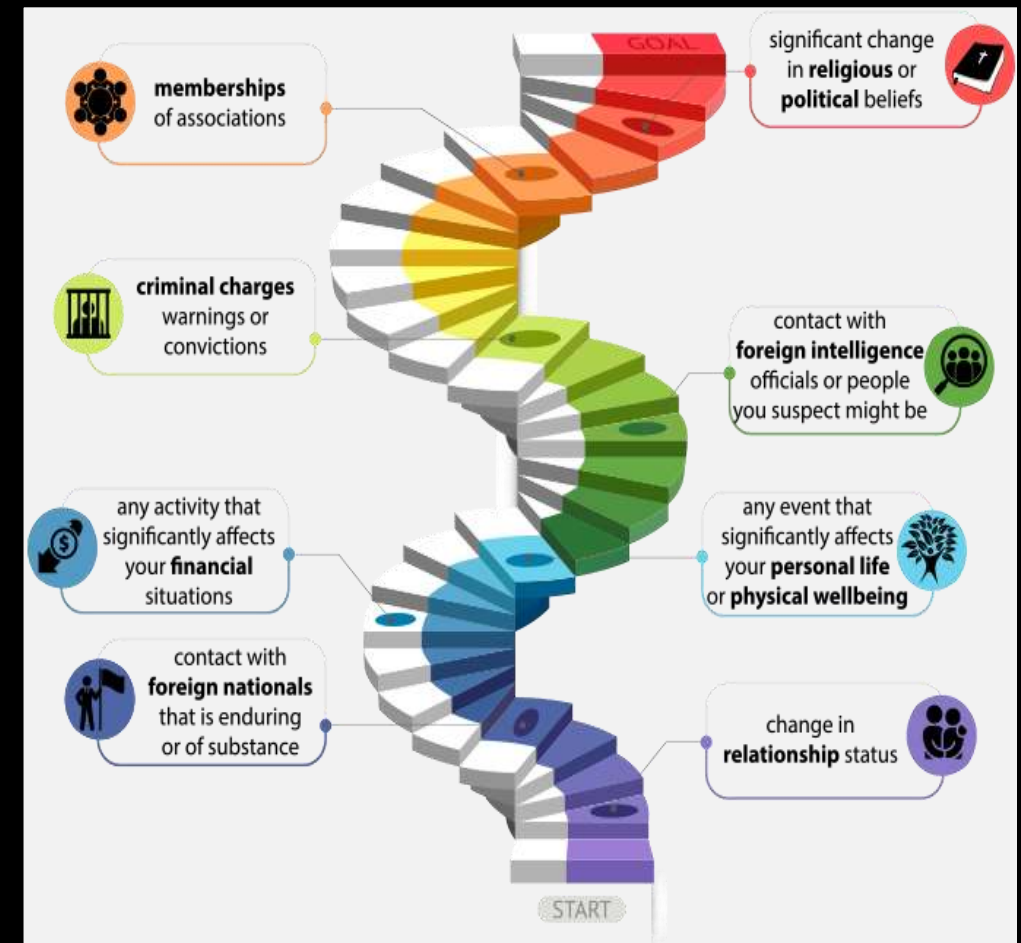 GOAL
significant change
in religious or
political beliefs
memberships
of associations
criminal charges
warnings or
convictions
contact with
foreign intelligence
officials or people
you suspect might be
any activity that
significantly affects
your financial
situations
any event that
significantly affects
your personal life
or physical wellbeing
contact with
foreign nationals
that is enduring
or of substance
change in
relationship status
$
START